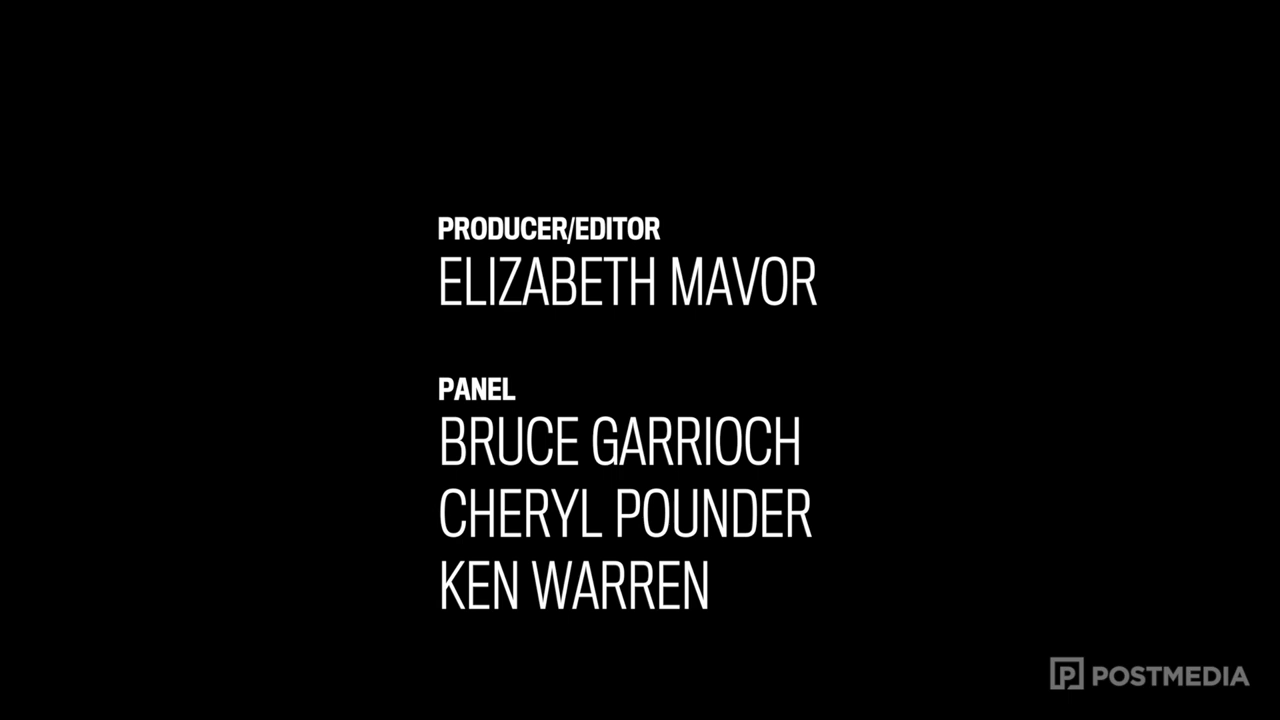 PRODUCER/EDITOR
ELIZABETH MAVOR
PANEL
BRUCE GARRIOCH
CHERYL POUNDER
KEN WARREN
P POSTMEDIA